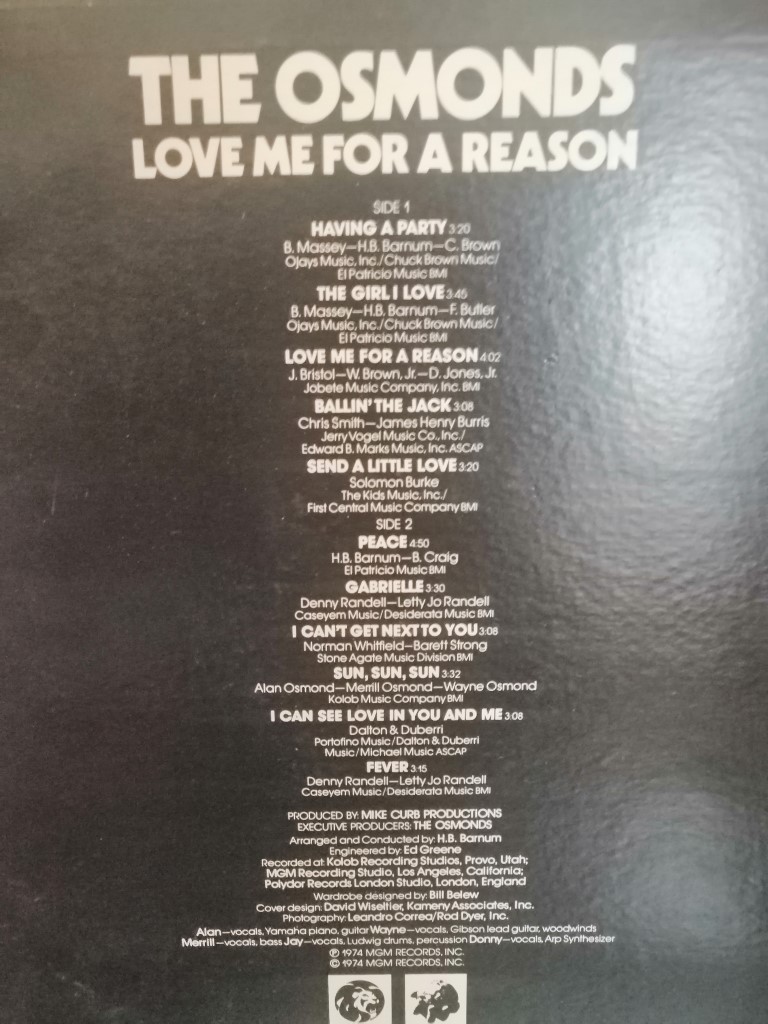 THE OSMONDS
LOVE ME FOR A REASON
SIDE 1
HAVING A PARTY 3:20
B. Massey—H.B. Barnum—C. Brown
Ojays Music, Inc./Chuck Brown Music/
El Patricio Music BMI
THE GIRL I LOVE 3:45
B. Massey—H.B. Barnum—F. Butler
Ojays Music, Inc./Chuck Brown Music/
El Patricio Music BMI
LOVE ME FOR A REASON 4:02
J. Bristol—W. Brown, Jr.—D. Jones, Jr.
Jobete Music Company, Inc. BMI
BALLIN' THE JACK 3:08
Chris Smith—James Henry Burris
Jerry Vogel Music Co., Inc./
Edward B. Marks Music, Inc. ASCAP
SEND A LITTLE LOVE 3:20
Solomon Burke
The Kids Music, Inc./
First Central Music Company BMI
SIDE 2
PEACE 4:50
H.B. Barnum—B. Craig
El Patricio Music BMI
GABRIELLE 3:30
Denny Randell—Letty Jo Randell
Caseyem Music/Desiderata Music BMI
I CAN'T GET NEXT TO YOU 3:08
Norman Whitfield—Barett Strong
Stone Agate Music Division BMI
SUN, SUN, SUN 3:32
Alan Osmond—Merrill Osmond—Wayne Osmond
Kolob Music Company BMI
I CAN SEE LOVE IN YOU AND ME 3:08
Dalton & Duberri
Portofino Music/Dalton & Duberri
Music/Michael Music ASCAP
FEVER 3:15
Denny Randell—Letty Jo Randell
Caseyem Music/Desiderata Music BMI
PRODUCED BY: MIKE CURB PRODUCTIONS
EXECUTIVE PRODUCERS: THE OSMONDS
Arranged and Conducted by: H.B. Barnum
Engineered by: Ed Greene
Recorded at: Kolob Recording Studios, Provo, Utah;
MGM Recording Studio, Los Angeles, California;
Polydor Records London Studio, London, England
Wardrobe designed by: Bill Belew
Cover design: David Wiseltier, Kameny Associates, Inc.
Photography: Leandro Correa/Rod Dyer, Inc.
Alan—vocals, Yamaha piano, guitar Wayne—vocals, Gibson lead guitar, woodwinds
Merrill—vocals, bass Jay—vocals, Ludwig drums, percussion Donny—vocals, Arp Synthesizer
℗ 1974 MGM RECORDS, INC.
© 1974 MGM RECORDS, INC.